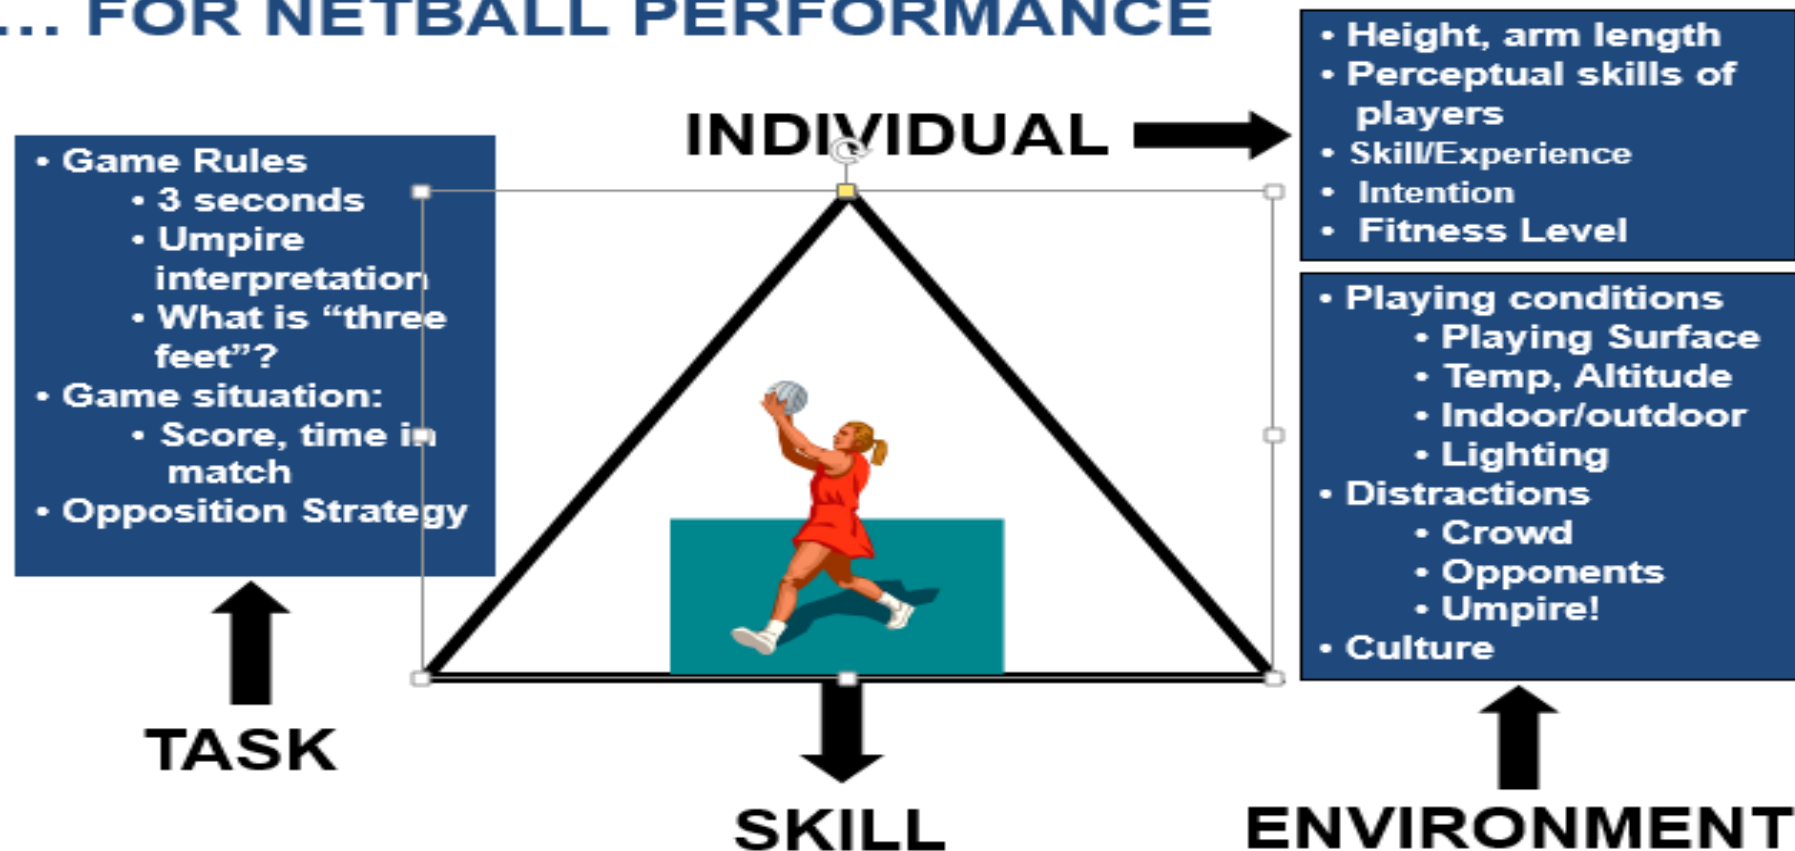 ... FOR NETBALL PERFORMANCE
INDIVIDUAL
• Height, arm length
• Perceptual skills of
players
• Skill/Experience
• Intention
• Fitness Level
• Game Rules
• 3 seconds
• Umpire
interpretation
• What is “three
feet”?
• Game situation:
• Score, time in
match
• Opposition Strategy
TASK
SKILL
• Playing conditions
• Playing Surface
• Temp, Altitude
• Indoor/outdoor
• Lighting
• Distractions
• Crowd
• Opponents
• Umpire!
• Culture
ENVIRONMENT